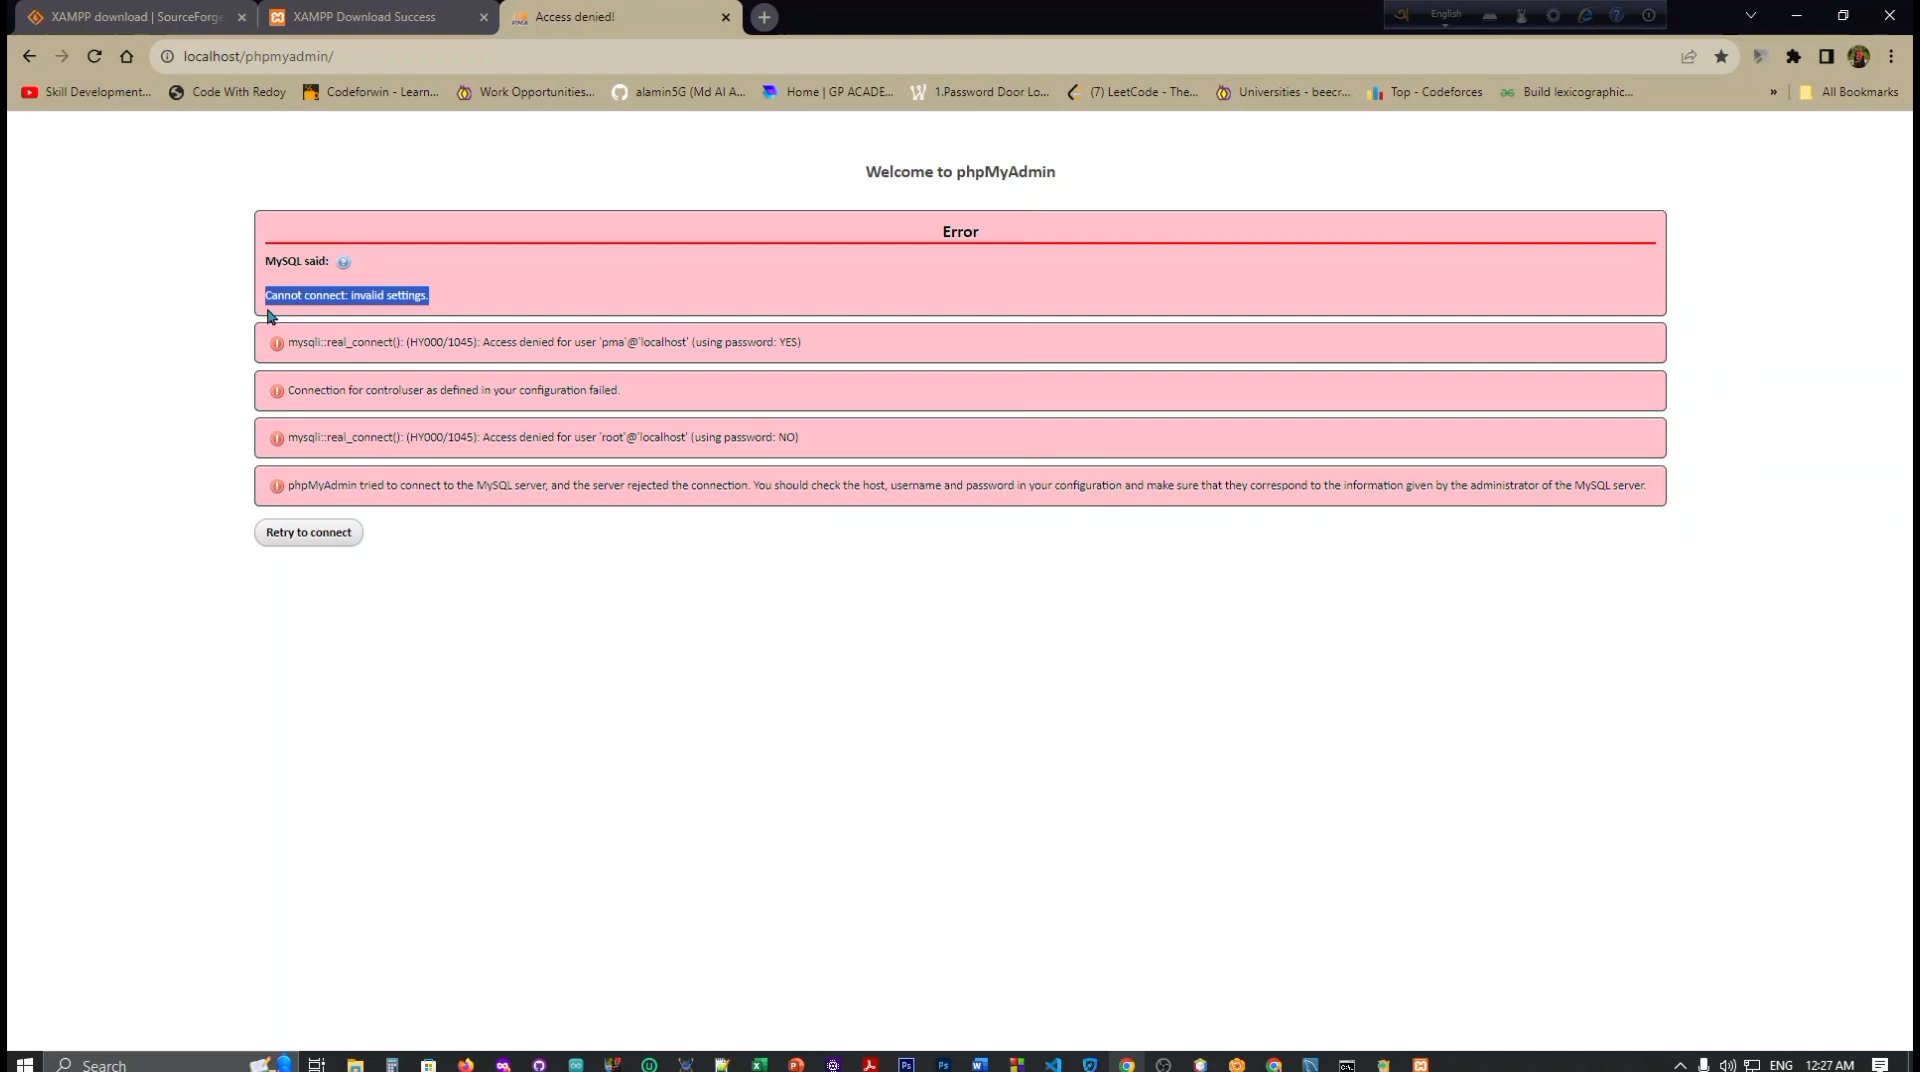 XAMPP download | SourceForge
XAMPP Download Success
Access denied!
English
localhost/phpmyadmin/
Skill Development...
Code With Redoy
Codeforwin - Learn...
Work Opportunities...
alamin5G (Md Al A...
Home | GP ACADE...
1.Password Door Lo...
(7) LeetCode - The...
Universities - beecr...
Top - Codeforces
Build lexicographic...
»
All Bookmarks
Welcome to phpMyAdmin
Error
MySQL said:
Cannot connect: invalid settings.
mysqli::real_connect(): (HY000/1045): Access denied for user 'pma'@'localhost' (using password: YES)
Connection for controluser as defined in your configuration failed.
mysqli::real_connect(): (HY000/1045): Access denied for user 'root'@'localhost' (using password: NO)
phpMyAdmin tried to connect to the MySQL server, and the server rejected the connection. You should check the host, username and password in your configuration and make sure that they correspond to the information given by the administrator of the MySQL server.
Retry to connect
Search
ENG
12:27 AM